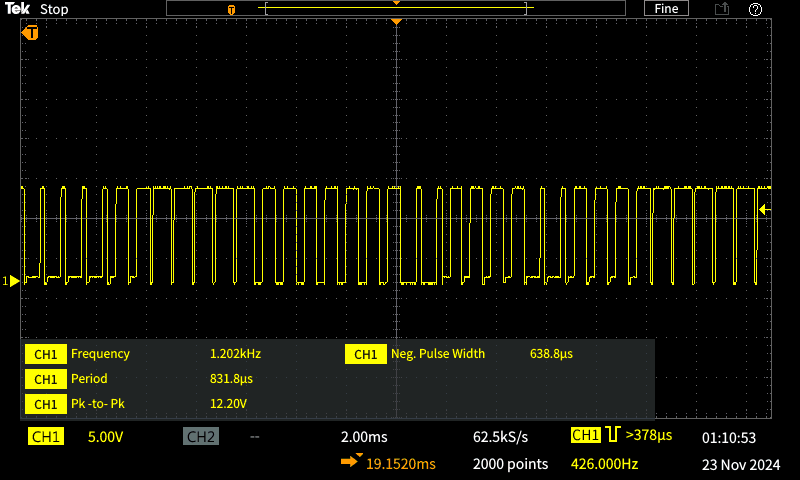 Tek Stop T Fine ?
T
1
CH1 Frequency 1.202kHz CH1 Neg. Pulse Width 638.8µs
CH1 Period 831.8µs
CH1 Pk -to- Pk 12.20V
CH1 5.00V CH2 -- 2.00ms 62.5kS/s CH1 >378µs 01:10:53
19.1520ms 2000 points 426.000Hz 23 Nov 2024